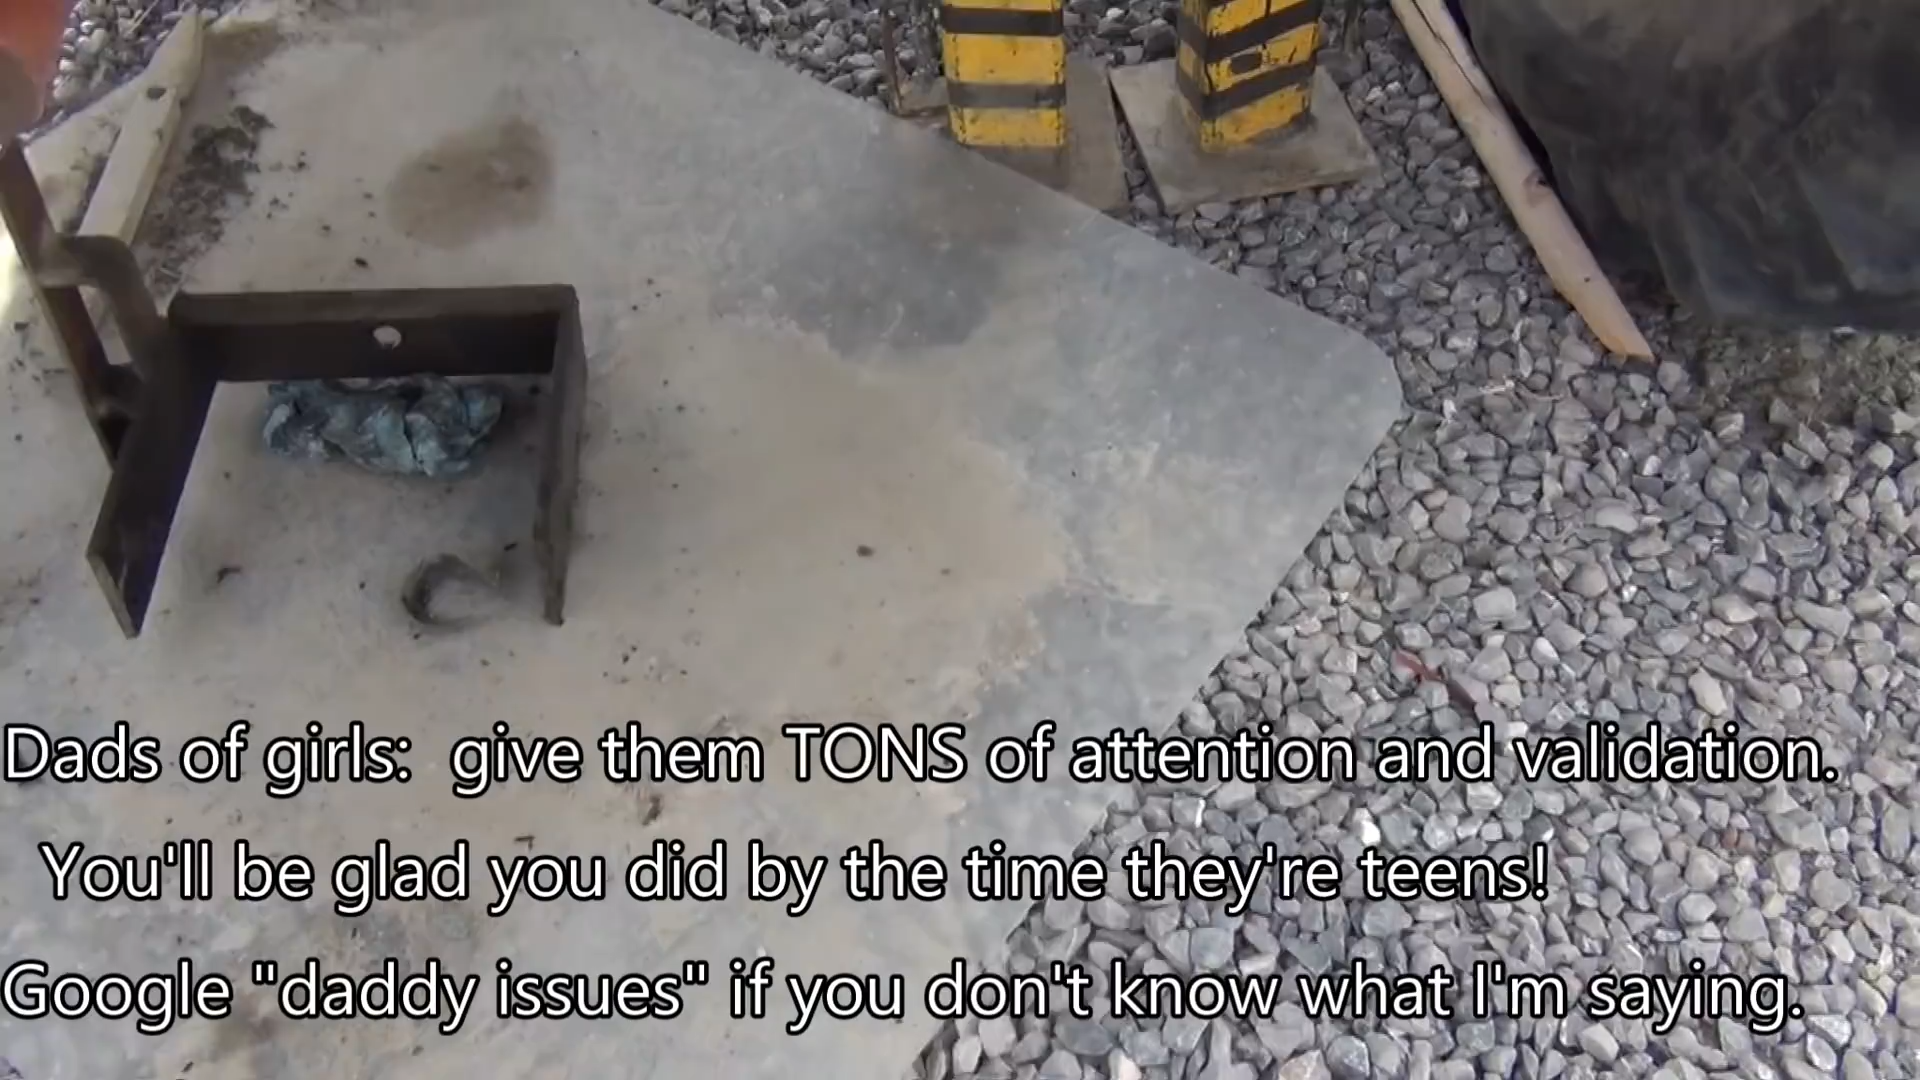 Dads of girls:  give them TONS of attention and validation.
You'll be glad you did by the time they're teens!
Google "daddy issues" if you don't know what I'm saying.